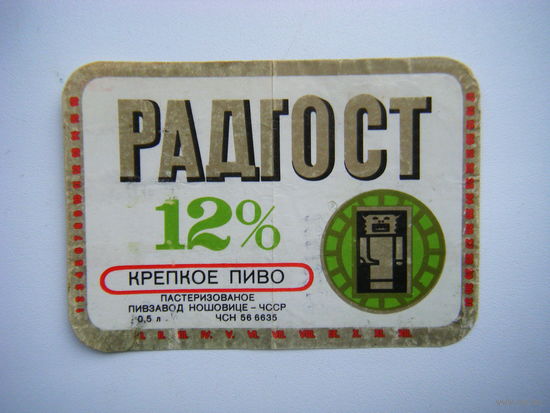 РАДГОСТ
12%
КРЕПКОЕ ПИВО
ПАСТЕРИЗОВАНОЕ
ПИВЗАВОД НОШОВИЦЕ – ЧССР
0,5 л ЧСН 56 6635